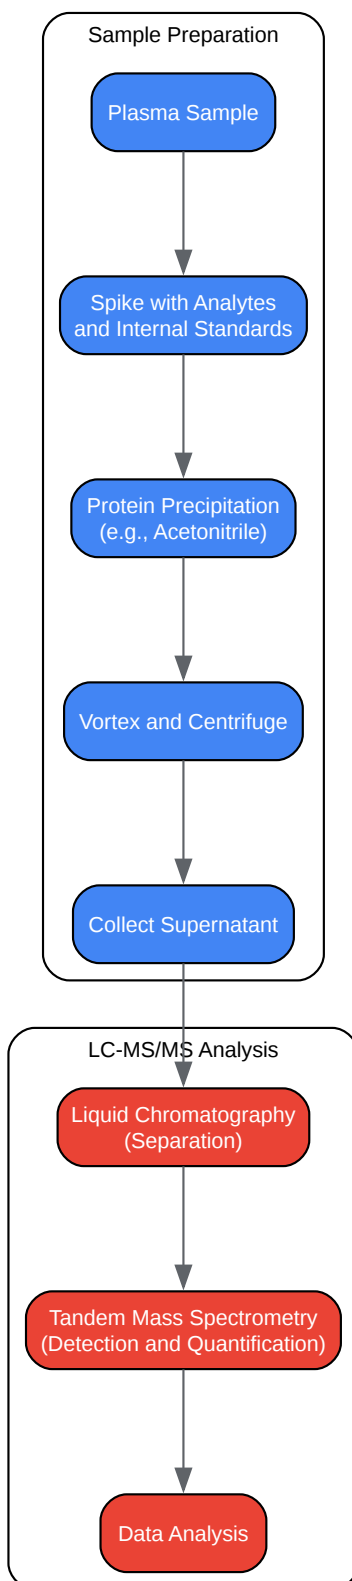 Sample Preparation
Plasma Sample
Spike with Analytes
and Internal Standards
Protein Precipitation
(e.g., Acetonitrile)
Vortex and Centrifuge
Collect Supernatant
LC-MS/MS Analysis
Liquid Chromatography
(Separation)
Tandem Mass Spectrometry
(Detection and Quantification)
Data Analysis